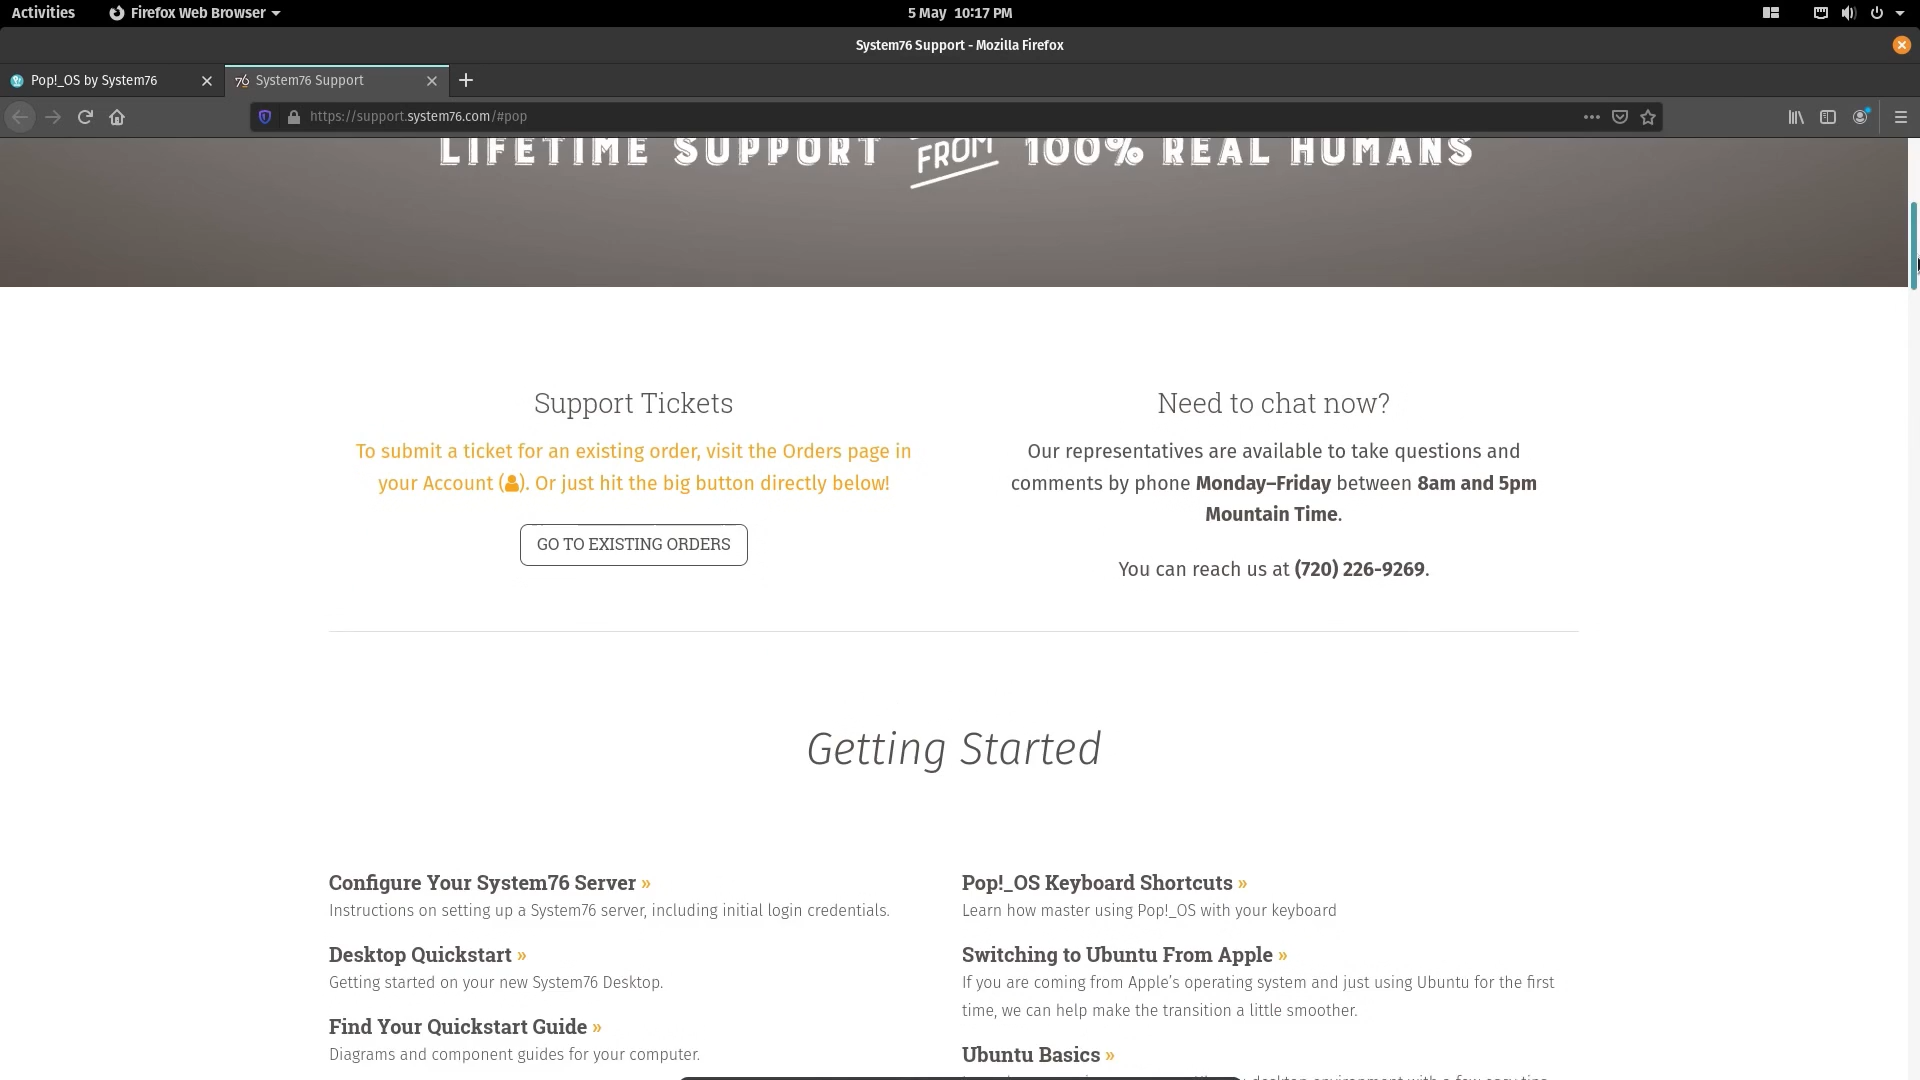 Activities Firefox Web Browser 5 May 10:17 PM
System76 Support - Mozilla Firefox
Pop!_OS by System76 System76 Support
https://support.system76.com/#pop
LIFETIME SUPPORT FROM 100% REAL HUMANS
Support Tickets
To submit a ticket for an existing order, visit the Orders page in
your Account (). Or just hit the big button directly below!
GO TO EXISTING ORDERS
Need to chat now?
Our representatives are available to take questions and
comments by phone Monday–Friday between 8am and 5pm
Mountain Time.
You can reach us at (720) 226-9269.
Getting Started
Configure Your System76 Server »
Instructions on setting up a System76 server, including initial login credentials.
Desktop Quickstart »
Getting started on your new System76 Desktop.
Find Your Quickstart Guide »
Diagrams and component guides for your computer.
Pop!_OS Keyboard Shortcuts »
Learn how master using Pop!_OS with your keyboard
Switching to Ubuntu From Apple »
If you are coming from Apple’s operating system and just using Ubuntu for the first
time, we can help make the transition a little smoother.
Ubuntu Basics »